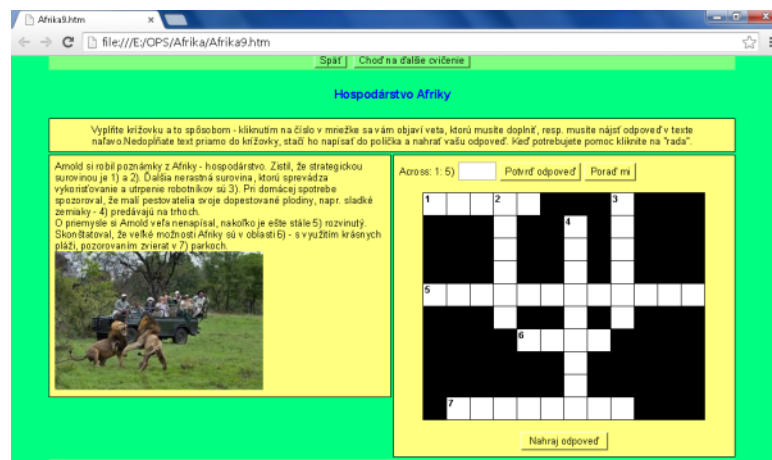 Afrika9.htm
file:///E:/OPS/Afrika/Afrika9.htm
Späť
Choď na ďalšie cvičenie
Hospodárstvo Afriky
Vyplňte krížovku a to spôsobom - kliknutím na číslo v mriežke sa vám objaví veta, ktorú musíte doplniť, resp. musíte nájsť odpoveď v texte
naľavo.Nedopĺňate text priamo do krížovky, stačí ho napísať do políčka a nahrať vašu odpoveď. Keď potrebujete pomoc kliknite na "rada".
Arnold si robil poznámky z Afriky - hospodárstvo. Zistil, že strategickou
surovinou je 1) a 2). Ďalšia nerastná surovina, ktorú sprevádza
vykorisťovanie a utrpenie robotníkov sú 3). Pri domácej spotrebe
spozoroval, že malí pestovatelia svoje dopestované plodiny, napr. sladké
zemiaky - 4) predávajú na trhoch.
O priemysle si Arnold veľa nenapísal, nakoľko je ešte stále 5) rozvinutý.
Skonštatoval, že veľké možnosti Afriky sú v oblasti 6) - s využitím krásnych
pláží, pozorovaním zvierat v 7) parkoch.
Across: 1: 5)
Potvrď odpoveď
Poraď mi
1 2 3
4
5
6
7
Nahraj odpoveď